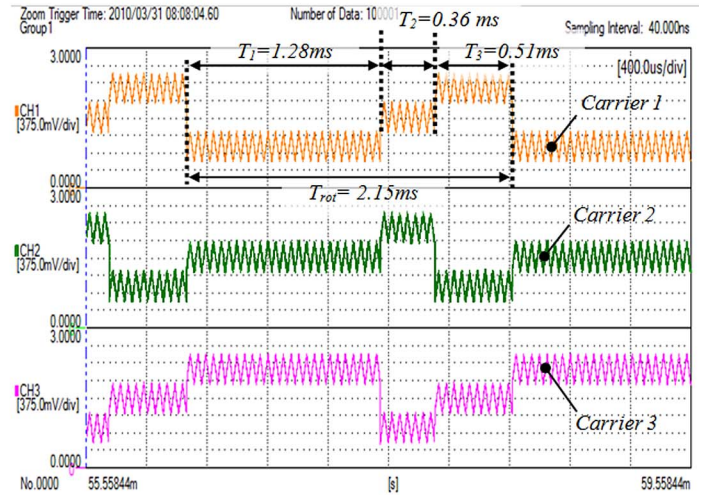 Zoom Trigger Time: 2010/03/31 08:08:04.60 Number of Data: 100001
Group1 Sampling Interval: 40.000ns
T2=0.36 ms
T1=1.28ms T3=0.51ms
3.0000
[400.0us/div]
CH1
[375.0mV/div]
Carrier 1
0.0000
Trot= 2.15ms
3.0000
Carrier 2
CH2
[375.0mV/div]
0.0000
3.0000
CH3
[375.0mV/div]
Carrier 3
0.0000
No.0000 55.55844m [s] 59.55844m